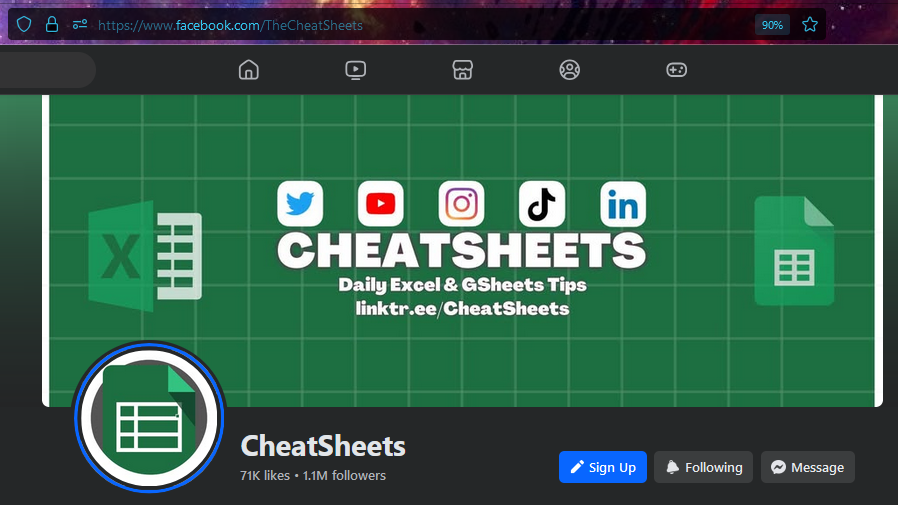 https://www.facebook.com/TheCheatSheets
90%
X
in
CHEATSHEETS
Daily Excel & GSheets Tips
linktr.ee/CheatSheets
CheatSheets
71K likes • 1.1M followers
Sign Up
Following
Message